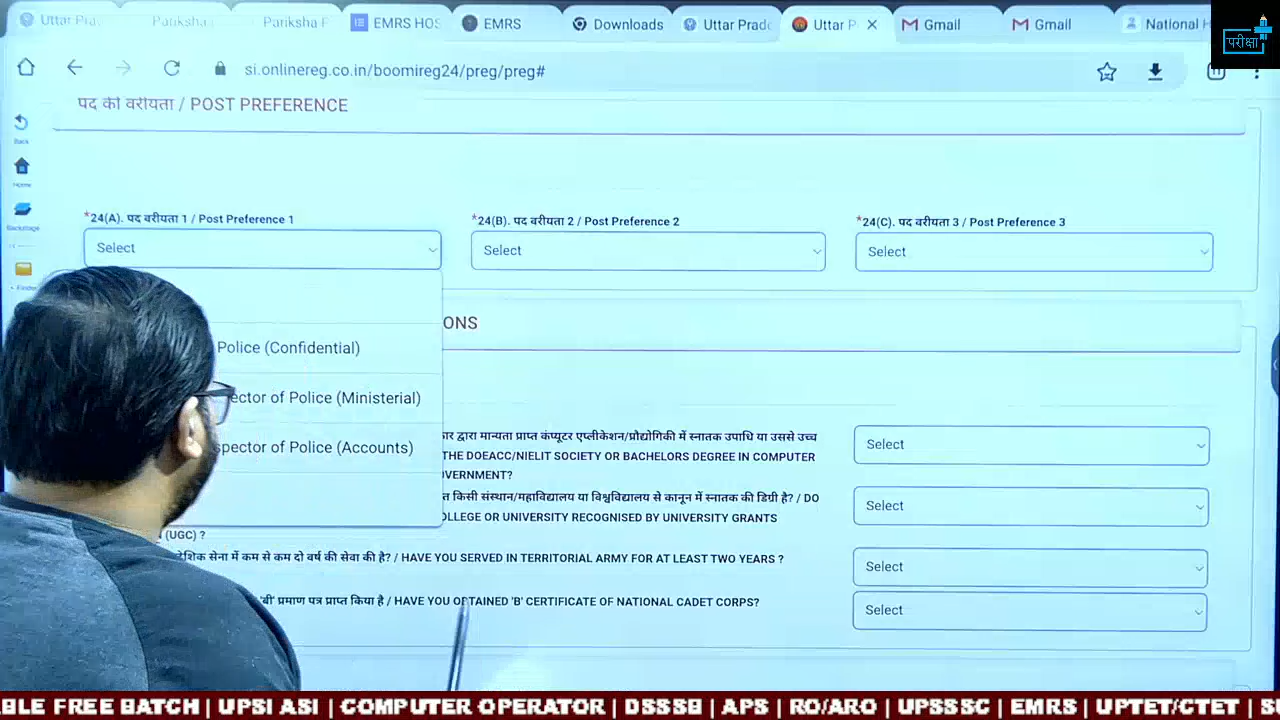 Uttar Pra
Pariksha
Pariksha P
EMRS HOS
EMRS
Downloads
Uttar Prade
Uttar P
Gmail
Gmail
National H
परीक्षा
si.onlinereg.co.in/boomireg24/preg/preg#
पद की वरीयता / POST PREFERENCE
Back
Home
Backstage
*24(A). पद वरीयता 1 / Post Preference 1
*24(B). पद वरीयता 2 / Post Preference 2
*24(C). पद वरीयता 3 / Post Preference 3
Select
Select
Select
ONS
Police (Confidential)
ector of Police (Ministerial)
spector of Police (Accounts)
कार द्वारा मान्यता प्राप्त कंप्यूटर एप्लीकेशन/प्रौद्योगिकी में स्नातक उपाधि या उससे उच्च
THE DOEACC/NIELIT SOCIETY OR BACHELORS DEGREE IN COMPUTER
VERNMENT?
Select
त किसी संस्थान/महाविद्यालय या विश्वविद्यालय से कानून में स्नातक की डिग्री है? / DO
LLEGE OR UNIVERSITY RECOGNISED BY UNIVERSITY GRANTS
(UGC) ?
Select
देशिक सेना में कम से कम दो वर्ष की सेवा की है? / HAVE YOU SERVED IN TERRITORIAL ARMY FOR AT LEAST TWO YEARS ?
Select
'बी' प्रमाण पत्र प्राप्त किया है / HAVE YOU OBTAINED 'B' CERTIFICATE OF NATIONAL CADET CORPS?
Select
BLE FREE BATCH | UPSI ASI | COMPUTER OPERATOR | DSSSB | APS | RO/ARO | UPSSSC | EMRS | UPTET/CTET | SU